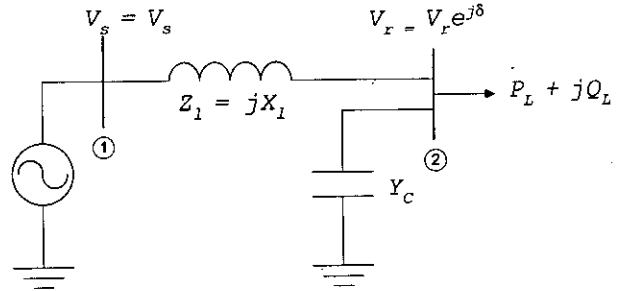 V_s = V_s
V_r = V_r e^{jδ}
Z_1 = jX_1
P_L + jQ_L
①
②
Y_C